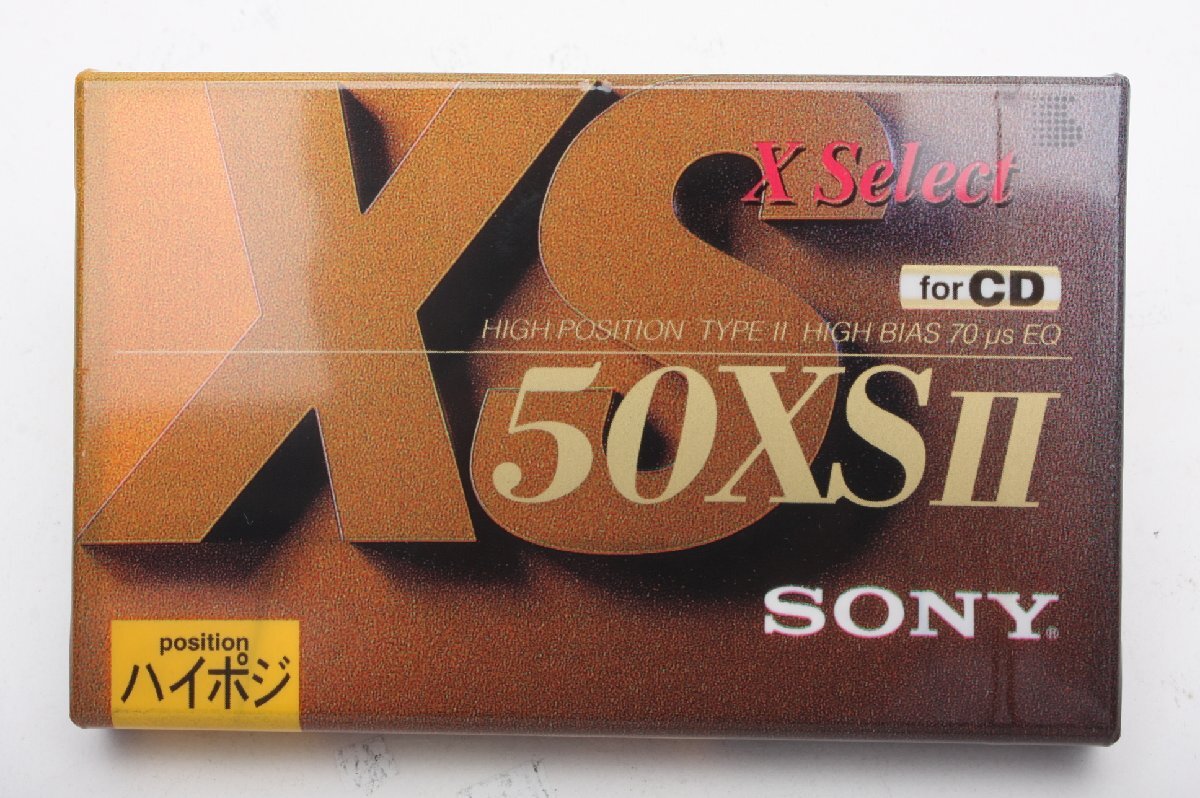 XS
X Select
for CD
HIGH POSITION TYPE II HIGH BIAS 70 μs EQ
50XSII
SONY®
position
ハイポジ